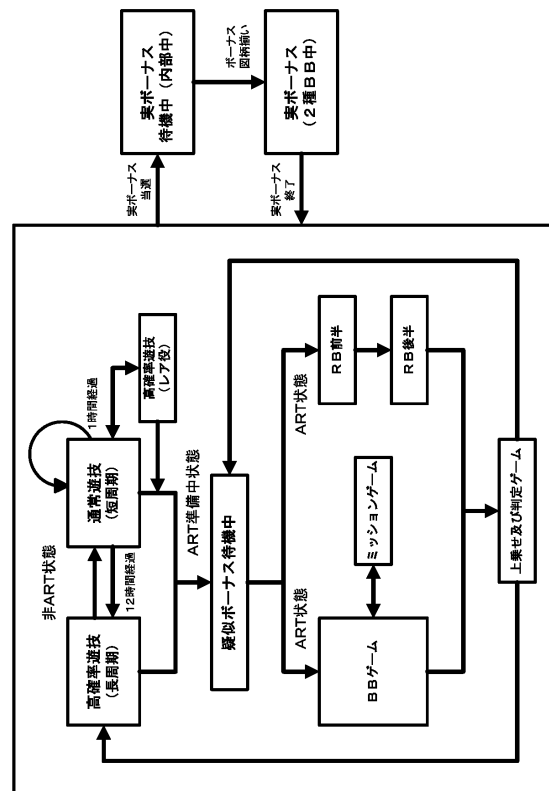 非ART状態
高確率遊技
(長周期)
12時間経過
通常遊技
(短周期)
1時間経過
高確率遊技
(レア役)
ART準備中状態
疑似ボーナス待機中
ART状態
BBゲーム
ミッションゲーム
ART状態
RB前半
RB後半
上乗せ及び判定ゲーム
実ボーナス
当選
実ボーナス
待機中(内部中)
ボーナス
図柄揃い
実ボーナス
(2種BB中)
実ボーナス
終了